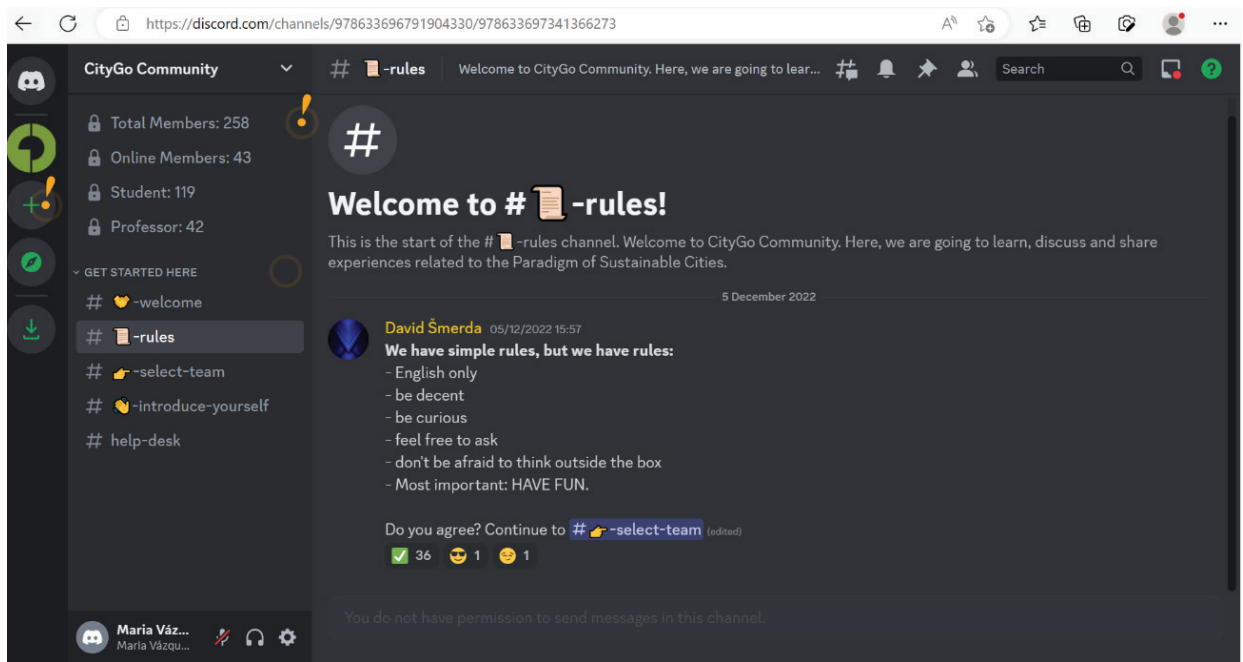 https://discord.com/channels/978633696791904330/978633697341366273
CityGo Community
# 📜-rules
Welcome to CityGo Community. Here, we are going to lear...
Search
Total Members: 258
Online Members: 43
Student: 119
Professor: 42
GET STARTED HERE
# 🤝-welcome
# 📜-rules
# 👉-select-team
# 👋-introduce-yourself
# help-desk
Maria Váz...
Maria Vázqu...
#
Welcome to #📜-rules!
This is the start of the #📜-rules channel. Welcome to CityGo Community. Here, we are going to learn, discuss and share
experiences related to the Paradigm of Sustainable Cities.
5 December 2022
David Šmerda 05/12/2022 15:57
We have simple rules, but we have rules:
- English only
- be decent
- be curious
- feel free to ask
- don't be afraid to think outside the box
- Most important: HAVE FUN.
Do you agree? Continue to # 👉-select-team (edited)
✅ 36 😎 1 😏 1
You do not have permission to send messages in this channel.